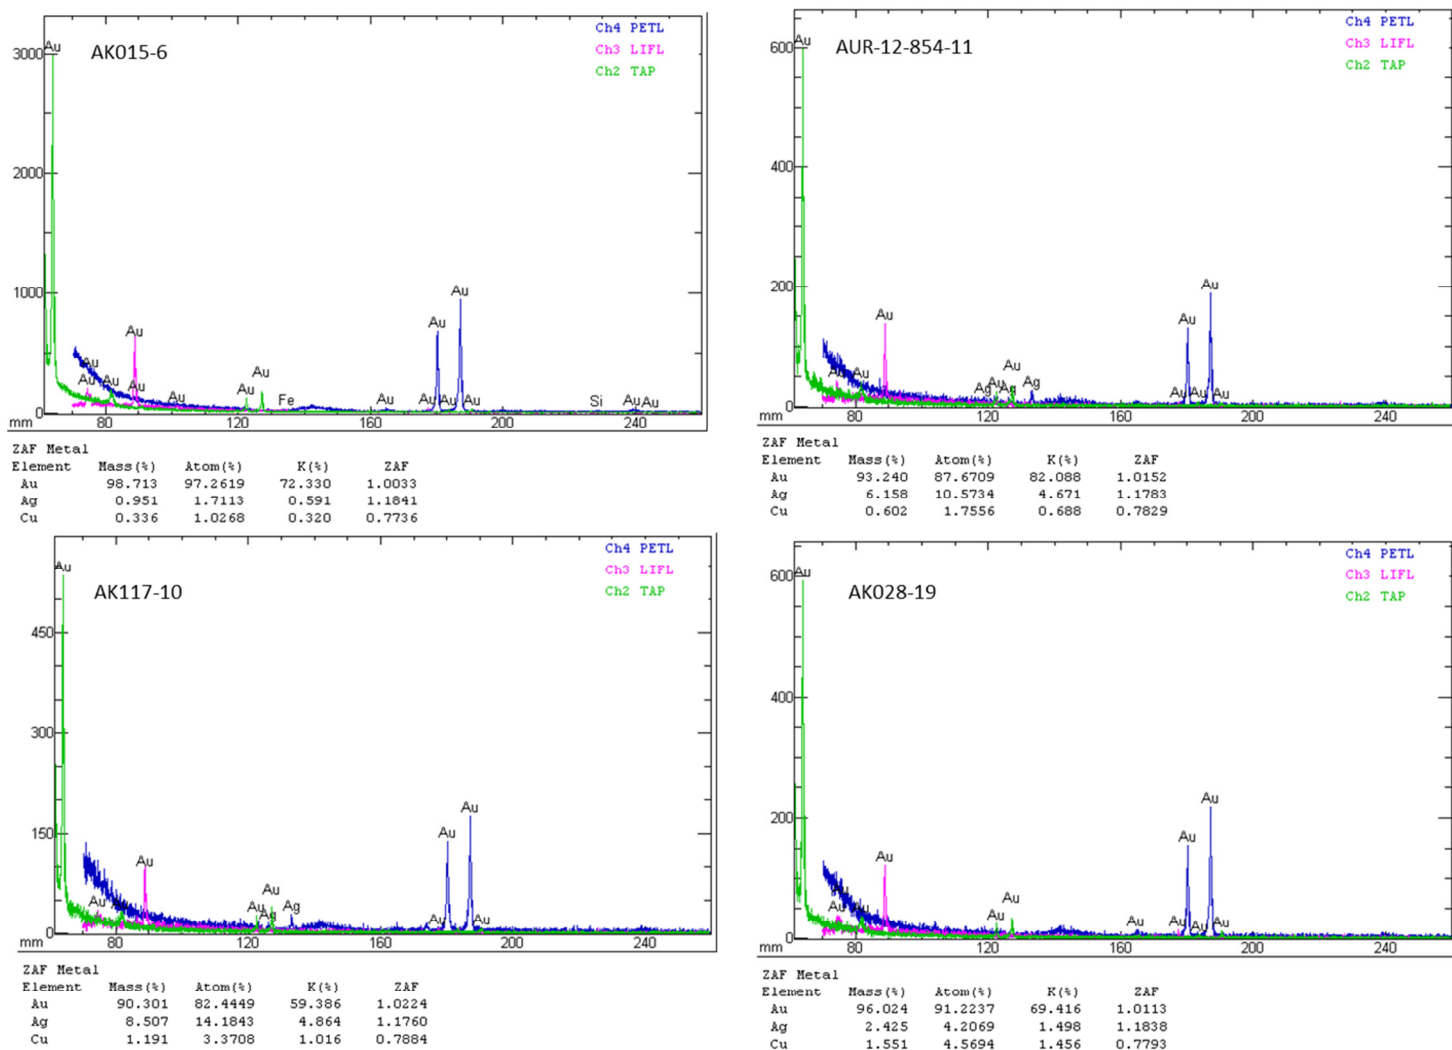 AK015-6
Ch4 PETL
Ch3 LIFL
Ch2 TAP
Au
3000
2000
1000
0
Au
Au
Au
Au
Au
Au
Au
Au
Au
Fe
Au
Au
Au
Au
Au
Au
Si
Au
Au
mm
80
120
160
200
240
ZAF Metal
Element Mass(%) Atom(%) K(%) ZAF
Au 98.713 97.2619 72.330 1.0033
Ag 0.951 1.7113 0.591 1.1841
Cu 0.336 1.0268 0.320 0.7736
AUR-12-854-11
Ch4 PETL
Ch3 LIFL
Ch2 TAP
Au
600
400
200
0
Au
Au
Au
Ag
Au
Au
Ag
Ag
Au
Au
Au
Au
Au
mm
80
120
160
200
240
ZAF Metal
Element Mass(%) Atom(%) K(%) ZAF
Au 93.240 87.6709 82.088 1.0152
Ag 6.158 10.5734 4.671 1.1783
Cu 0.602 1.7556 0.688 0.7829
AK117-10
Ch4 PETL
Ch3 LIFL
Ch2 TAP
Au
450
300
150
0
Au
Au
Au
Au
Au
Ag
Ag
Au
Au
Au
Au
mm
80
120
160
200
240
ZAF Metal
Element Mass(%) Atom(%) K(%) ZAF
Au 90.301 82.4449 59.386 1.0224
Ag 8.507 14.1843 4.864 1.1760
Cu 1.191 3.3708 1.016 0.7884
AK028-19
Ch4 PETL
Ch3 LIFL
Ch2 TAP
Au
600
400
200
0
Au
Au
Au
Au
Au
Au
Au
Au
Au
Au
Au
Au
mm
80
120
160
200
240
ZAF Metal
Element Mass(%) Atom(%) K(%) ZAF
Au 96.024 91.2237 69.416 1.0113
Ag 2.425 4.2069 1.498 1.1838
Cu 1.551 4.5694 1.456 0.7793